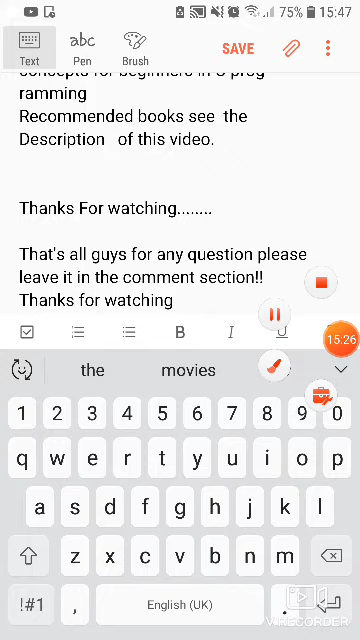 75% 15:47
Text
abc
Pen
Brush
SAVE
concepts for beginners in C prog
ramming
Recommended books see the
Description of this video.
Thanks For watching........
That's all guys for any question please
leave it in the comment section!!
Thanks for watching
B I U
15:26
the movies
1 2 3 4 5 6 7 8 9 0
q w e r t y u i o p
a s d f g h j k l
z x c v b n m
!#1 , English (UK) .
V RECORDER